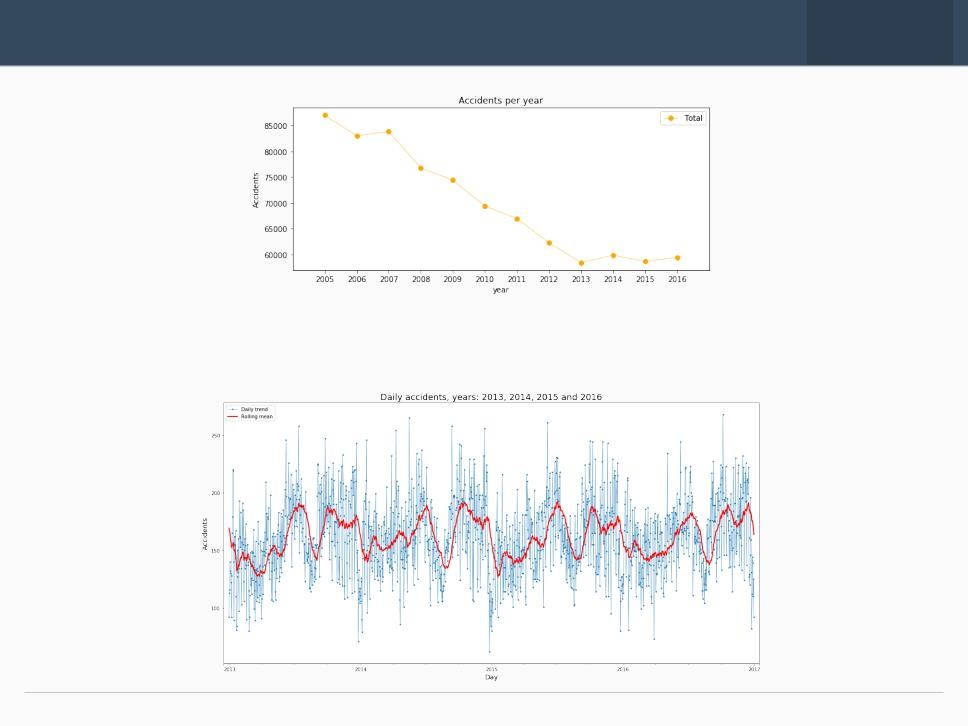 Accidents per year
Total
85000
80000
75000
70000
65000
60000
Accidents
2005 2006 2007 2008 2009 2010 2011 2012 2013 2014 2015 2016
year
Daily accidents, years: 2013, 2014, 2015 and 2016
Daily trend
Rolling mean
250
200
150
100
Accidents
2013 2014 2015 2016 2017
Day